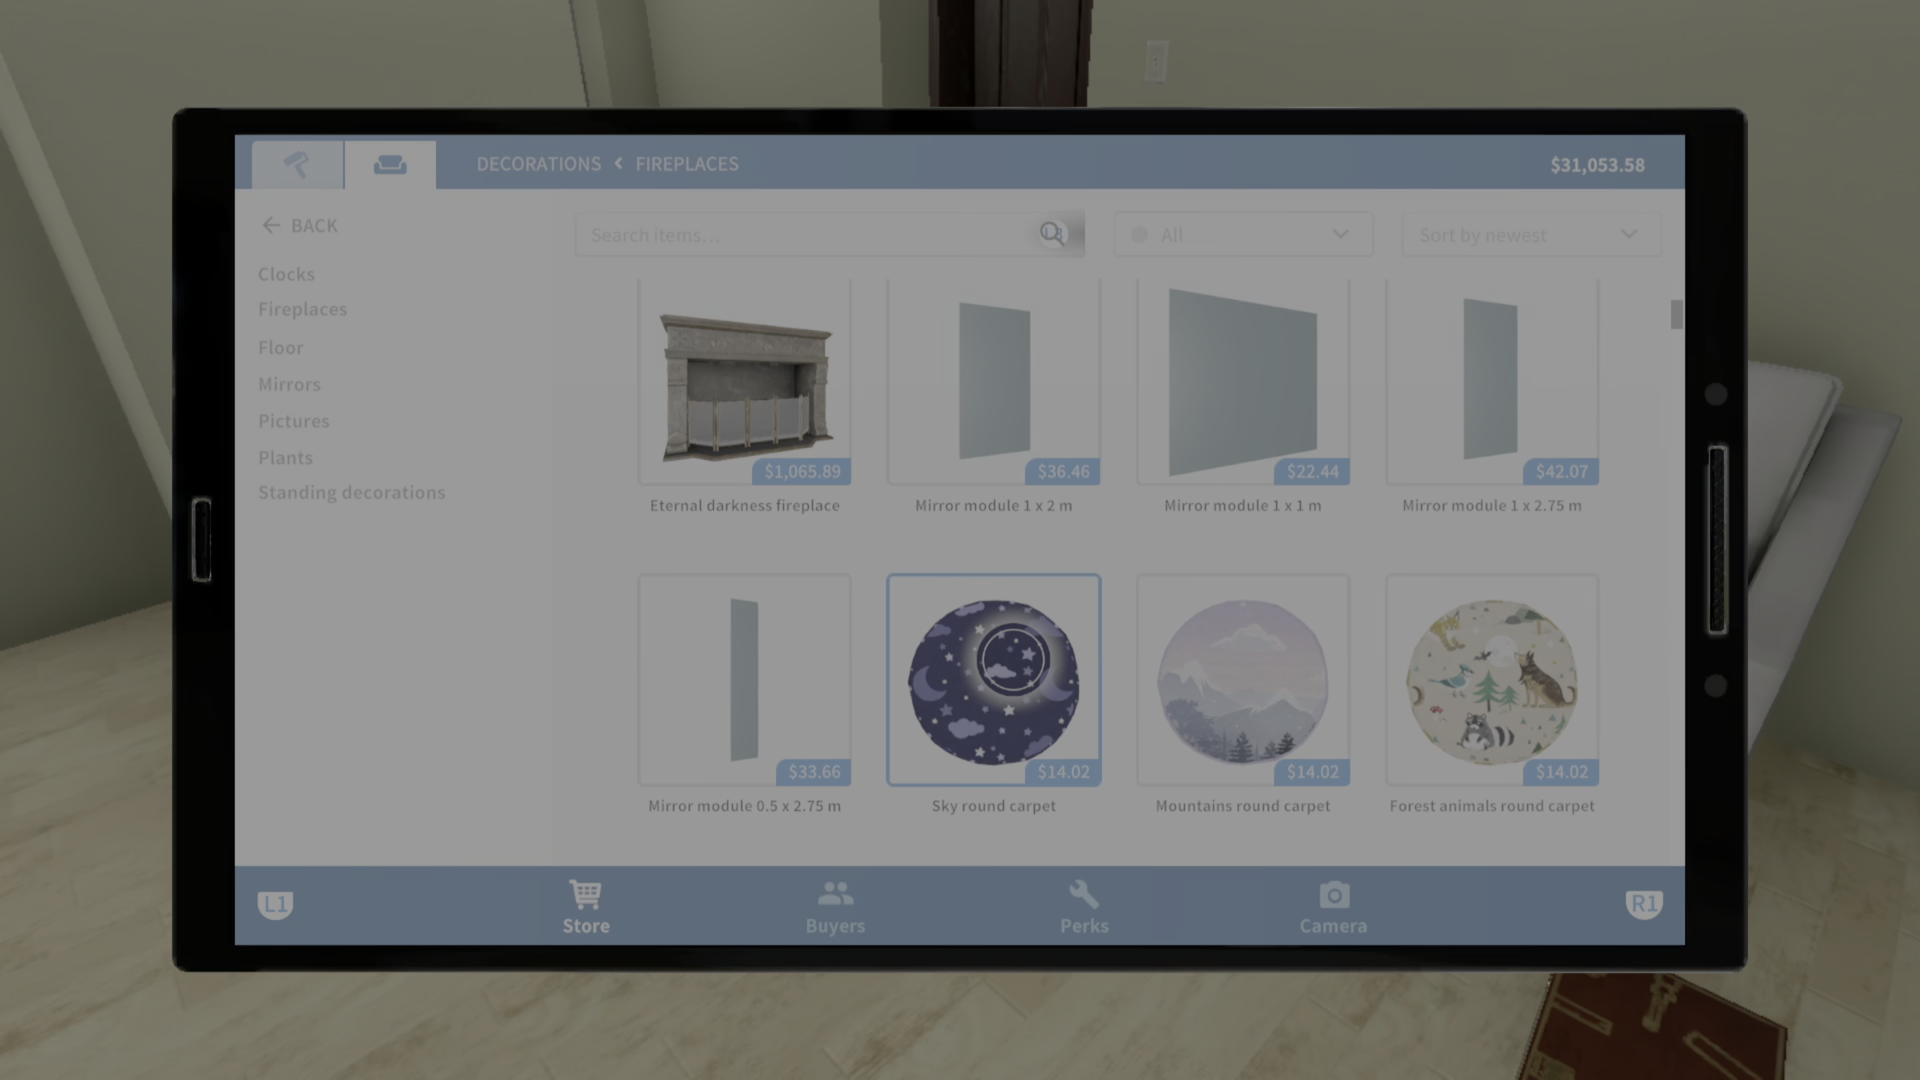 DECORATIONS < FIREPLACES
$31,053.58
BACK
Search items...
All
Sort by newest
Clocks
Fireplaces
Floor
Mirrors
Pictures
Plants
Standing decorations
$1,065.89
$36.46
$22.44
$42.07
Eternal darkness fireplace
Mirror module 1 x 2 m
Mirror module 1 x 1 m
Mirror module 1 x 2.75 m
$33.66
$14.02
$14.02
$14.02
Mirror module 0.5 x 2.75 m
Sky round carpet
Mountains round carpet
Forest animals round carpet
L1
Store
Buyers
Perks
Camera
R1